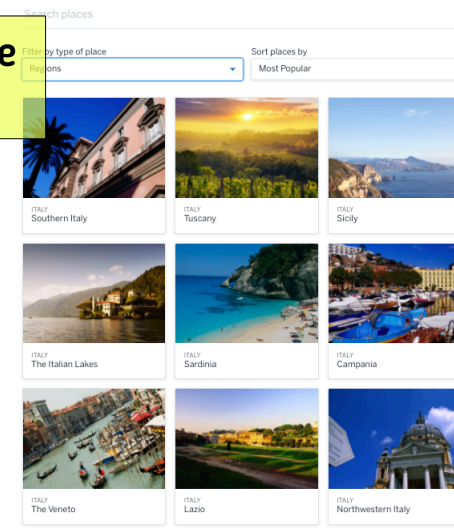 Search places
e
Filter by type of place
Sort places by
Regions
Most Popular
ITALY
Southern Italy
ITALY
Tuscany
ITALY
Sicily
ITALY
The Italian Lakes
ITALY
Sardinia
ITALY
Campania
ITALY
The Veneto
ITALY
Lazio
ITALY
Northwestern Italy